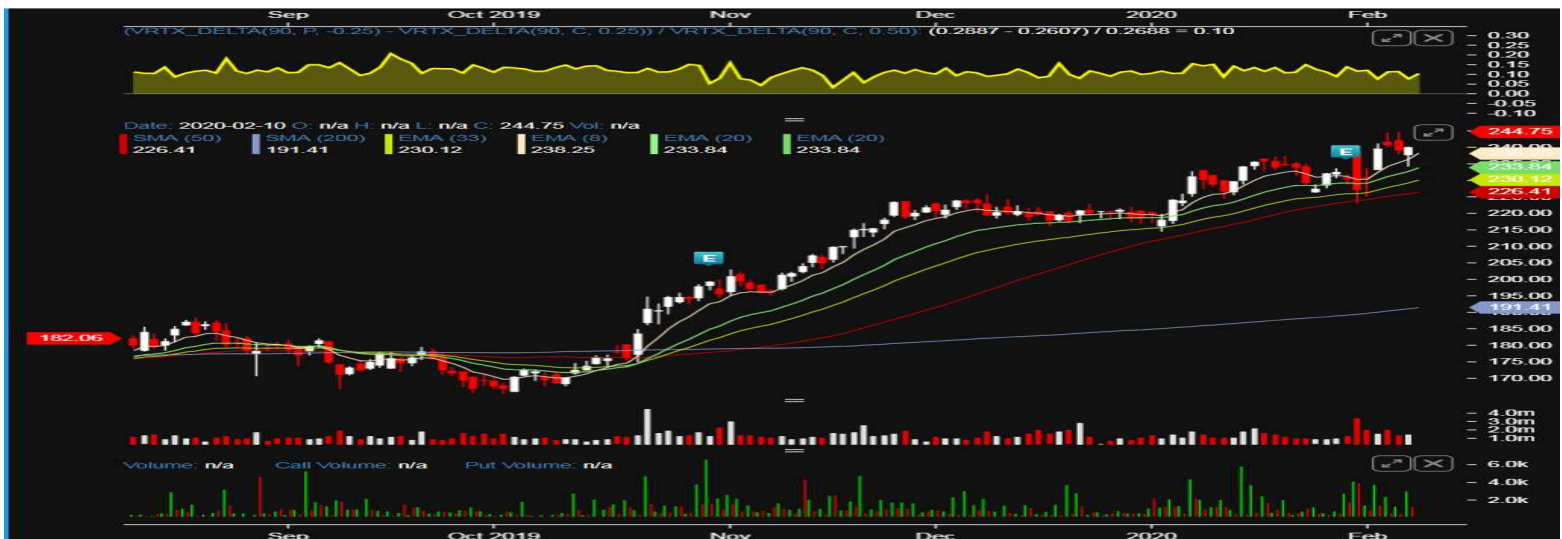 Sep Oct 2019 Nov Dec 2020 Feb
(VRTX_DELTA(90, P, -0.25) - VRTX_DELTA(90, C, 0.25)) / VRTX_DELTA(90, C, 0.50): (0.2887 - 0.2607) / 0.2688 = 0.10
0.30
0.25
0.20
0.15
0.10
0.05
0.00
-0.05
-0.10
Date: 2020-02-10 O: n/a H: n/a L: n/a C: 244.75 Vol: n/a
SMA (50) SMA (200) EMA (33) EMA (8) EMA (20) EMA (20)
226.41 191.41 230.12 238.25 233.84 233.84
244.75
240.00
233.84
230.12
226.41
220.00
215.00
210.00
205.00
200.00
195.00
191.41
185.00
182.06
180.00
175.00
170.00
E
E
4.0m
3.0m
2.0m
1.0m
Volume: n/a Call Volume: n/a Put Volume: n/a
6.0k
4.0k
2.0k
Sep Oct 2019 Nov Dec 2020 Feb